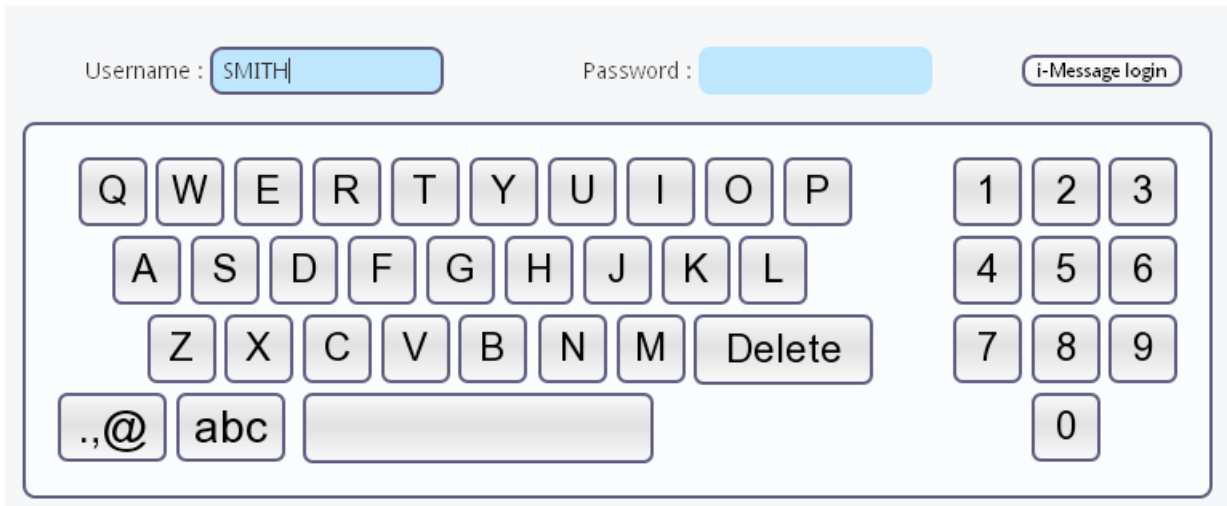 Username : SMITH
Password :
i-Message login
Q W E R T Y U I O P 1 2 3
A S D F G H J K L 4 5 6
Z X C V B N M Delete 7 8 9
.,@ abc 0